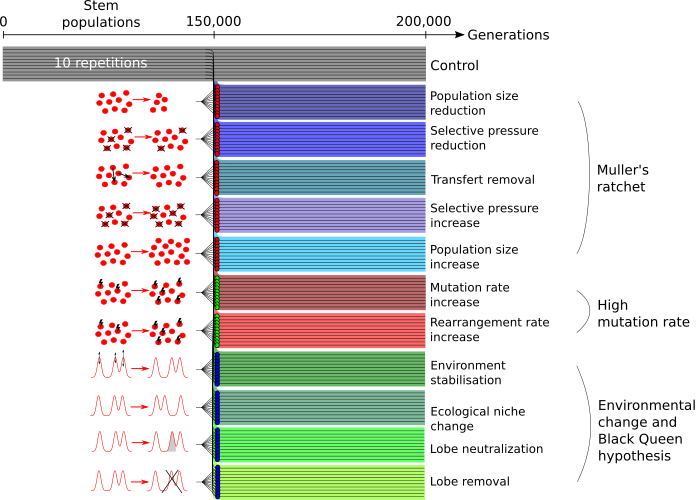 Stem
populations
0
150,000
200,000
Generations
10 repetitions
Control
Population size
reduction
Selective pressure
reduction
Transfert removal
Selective pressure
increase
Population size
increase
Muller's
ratchet
Mutation rate
increase
Rearrangement rate
increase
High
mutation rate
Environment
stabilisation
Ecological niche
change
Lobe neutralization
Lobe removal
Environmental
change and
Black Queen
hypothesis